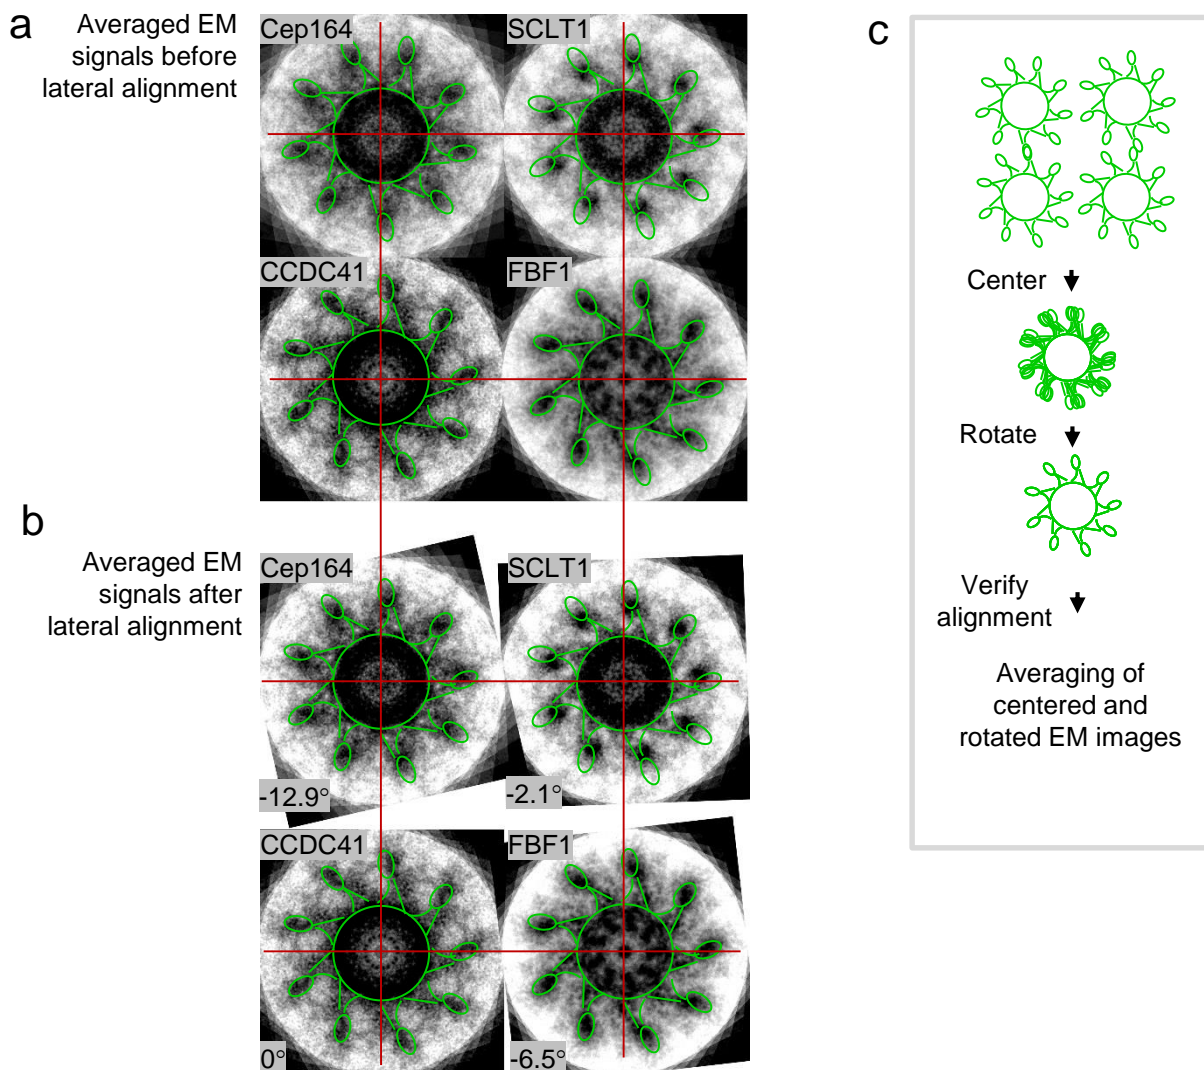 a
Averaged EM
signals before
lateral alignment
Cep164
SCLT1
CCDC41
FBF1
b
Averaged EM
signals after
lateral alignment
Cep164
SCLT1
-12.9°
-2.1°
CCDC41
FBF1
0°
-6.5°
c
Center
Rotate
Verify
alignment
Averaging of
centered and
rotated EM images